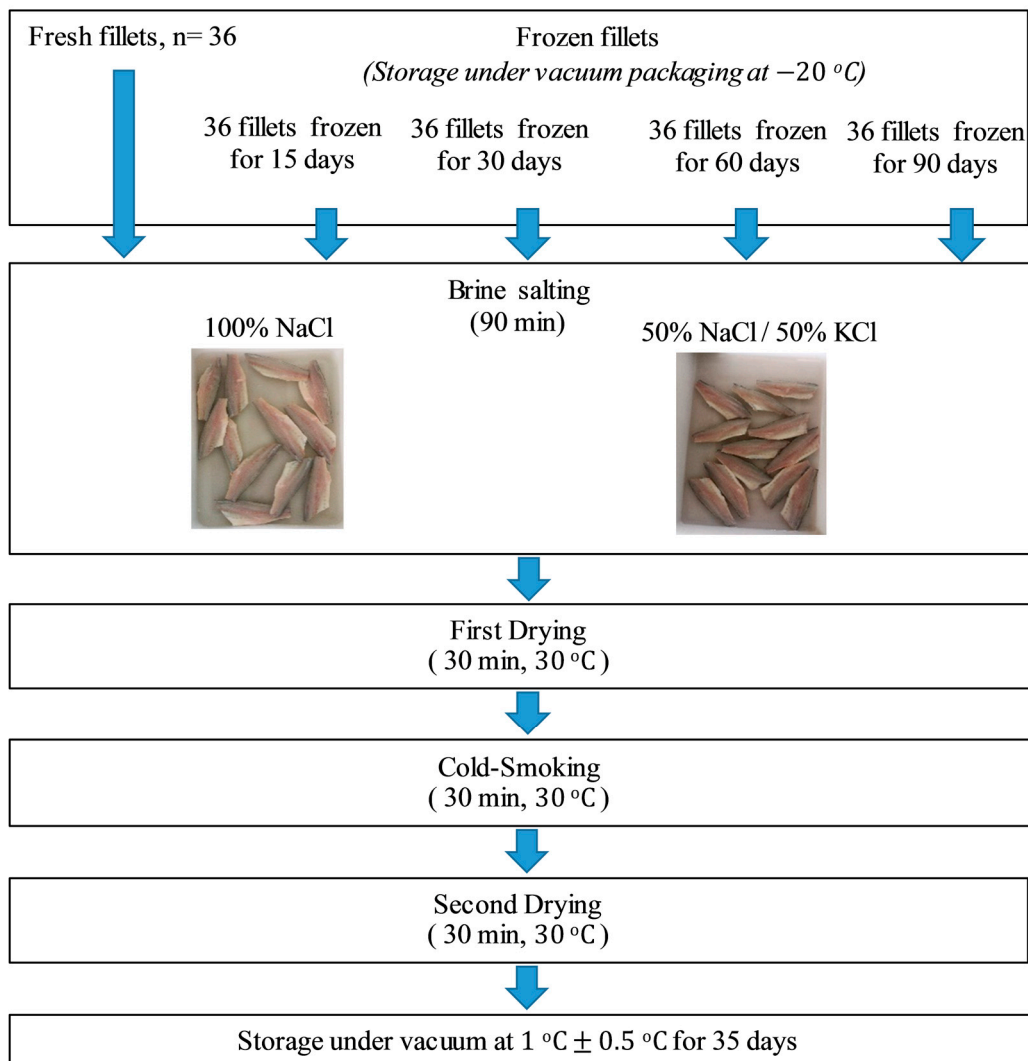 Fresh fillets, n= 36
Frozen fillets
(Storage under vacuum packaging at −20 °C)
36 fillets frozen
for 15 days
36 fillets frozen
for 30 days
36 fillets frozen
for 60 days
36 fillets frozen
for 90 days
Brine salting
(90 min)
100% NaCl
50% NaCl / 50% KCl
First Drying
( 30 min, 30 °C)
Cold-Smoking
( 30 min, 30 °C)
Second Drying
( 30 min, 30 °C)
Storage under vacuum at 1 °C ± 0.5 °C for 35 days